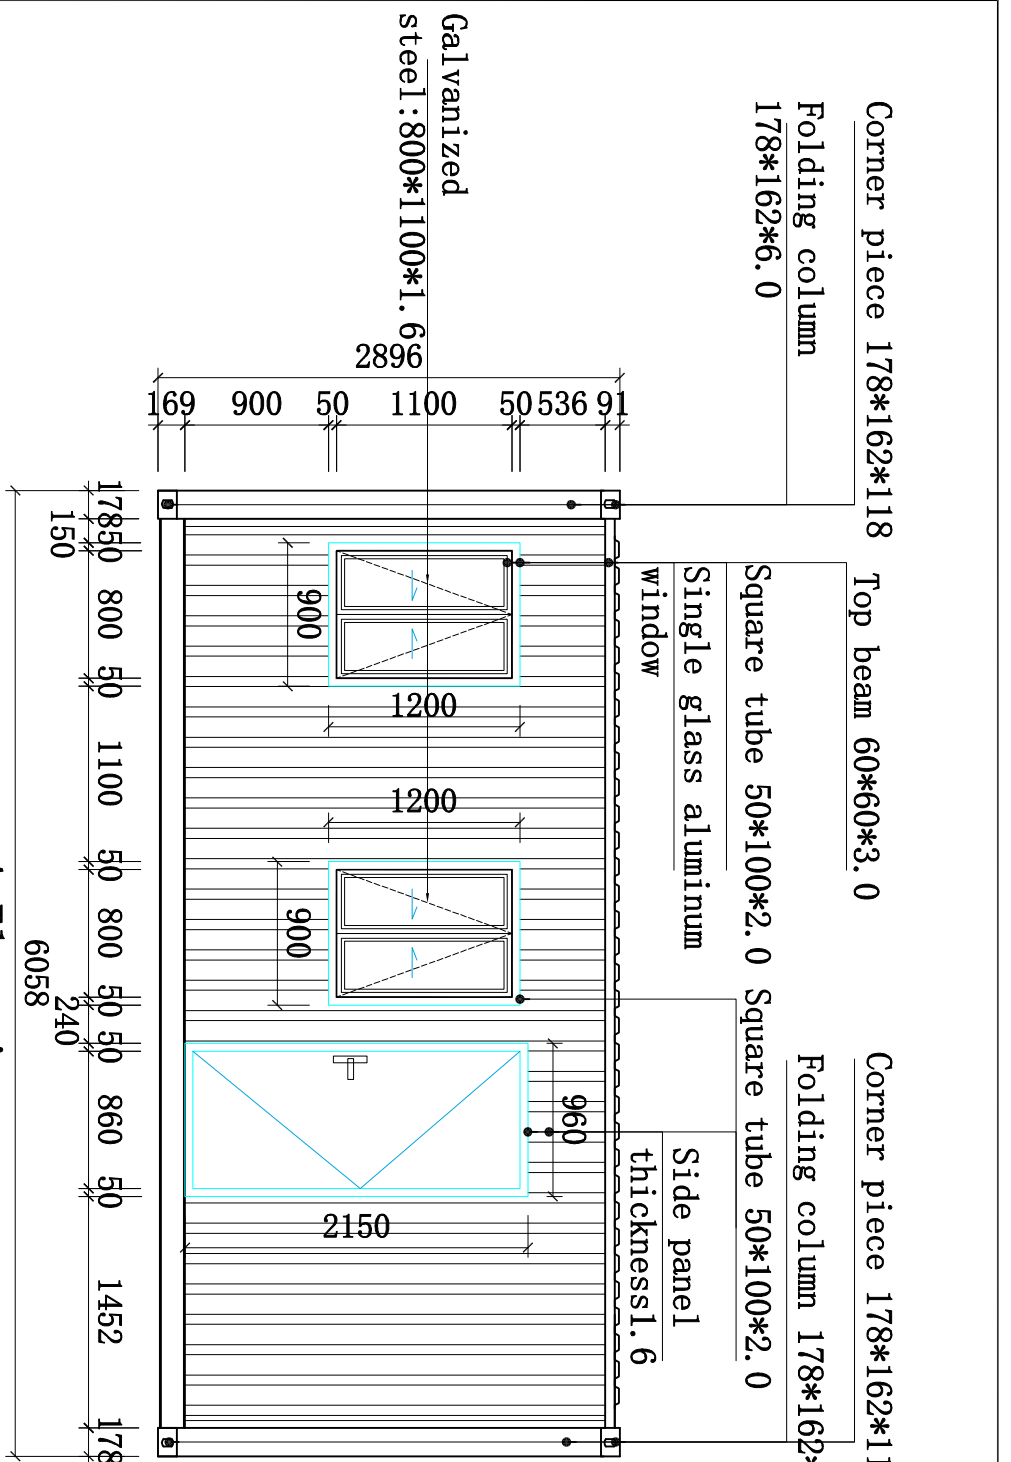 Corner piece 178*162*118
Folding column
178*162*6.0
Top beam 60*60*3.0
Square tube 50*100*2.0
Single glass aluminum
window
Corner piece 178*162*11
Folding column 178*162*
Square tube 50*100*2.0
Side panel
thickness1.6
Galvanized
steel:800*1100*1.6
2896
169 900 50 1100 50 536 91
900
1200
1200
900
960
2150
178 50 800 50 1100 50 800 50 50 860 50 1452 178
150
240
6058